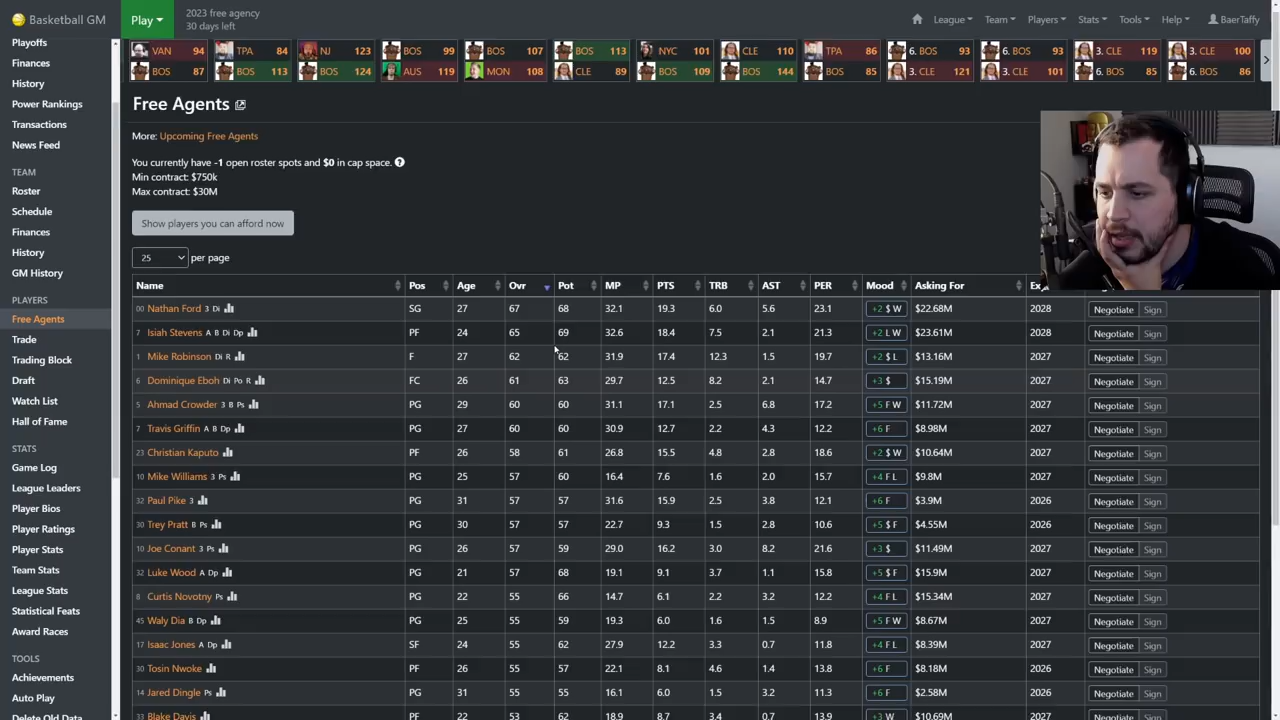 Basketball GM
Play
2023 free agency
30 days left
League
Team
Players
Stats
Tools
Help
BaerTaffy
VAN 94
BOS 87
TPA 84
BOS 113
NJ 123
BOS 124
BOS 99
AUS 119
BOS 107
MON 108
BOS 113
CLE 89
NYC 101
BOS 109
CLE 110
BOS 144
TPA 86
BOS 85
6. BOS 93
3. CLE 121
6. BOS 93
3. CLE 101
3. CLE 119
6. BOS 85
3. CLE 100
6. BOS 86
Playoffs
Finances
History
Power Rankings
Transactions
News Feed
TEAM
Roster
Schedule
Finances
History
GM History
PLAYERS
Free Agents
Trade
Trading Block
Draft
Watch List
Hall of Fame
STATS
Game Log
League Leaders
Player Bios
Player Ratings
Player Stats
Team Stats
League Stats
Statistical Feats
Award Races
TOOLS
Achievements
Auto Play
Delete Old Data
Free Agents
More: Upcoming Free Agents
You currently have -1 open roster spots and $0 in cap space.
Min contract: $750k
Max contract: $30M
Show players you can afford now
25 per page
Name Pos Age Ovr Pot MP PTS TRB AST PER Mood Asking For
00 Nathan Ford 3 Di SG 27 67 68 32.1 19.3 6.0 5.6 23.1 +2 $ W $22.68M 2028 Negotiate Sign
7 Isiah Stevens A B Di Dp PF 24 65 69 32.6 18.4 7.5 2.1 21.3 +2 L W $23.61M 2028 Negotiate Sign
1 Mike Robinson Di R F 27 62 62 31.9 17.4 12.3 1.5 19.7 +2 $ L $13.16M 2027 Negotiate Sign
6 Dominique Eboh Di Po R FC 26 61 63 29.7 12.5 8.2 2.1 14.7 +3 $ $15.19M 2027 Negotiate Sign
5 Ahmad Crowder 3 B Ps PG 29 60 60 31.1 17.1 2.5 6.8 17.2 +5 F W $11.72M 2027 Negotiate Sign
7 Travis Griffin A B Dp PG 27 60 60 30.9 12.7 2.2 4.3 12.2 +6 F $8.98M 2027 Negotiate Sign
23 Christian Kaputo PF 26 58 61 26.8 15.5 4.8 2.8 18.6 +2 $ W $10.64M 2027 Negotiate Sign
10 Mike Williams 3 Ps PG 25 57 60 16.4 7.6 1.6 2.0 15.7 +4 F L $9.8M 2027 Negotiate Sign
32 Paul Pike 3 PG 31 57 57 31.6 15.9 2.5 3.8 12.1 +6 F $3.9M 2026 Negotiate Sign
30 Trey Pratt B Ps PG 30 57 57 22.7 9.3 1.5 2.8 10.6 +5 $ F $4.55M 2026 Negotiate Sign
10 Joe Conant 3 Ps PG 26 57 59 29.0 16.2 3.0 8.2 21.6 +3 $ $11.49M 2027 Negotiate Sign
32 Luke Wood A Dp PG 21 57 68 19.1 9.1 3.7 1.1 15.8 +5 $ F $15.9M 2027 Negotiate Sign
8 Curtis Novotny Ps PG 22 55 66 14.7 6.1 2.2 3.2 12.2 +4 F L $15.34M 2027 Negotiate Sign
45 Waly Dia B Dp PG 25 55 59 19.3 6.0 1.6 1.5 8.9 +5 F W $8.67M 2027 Negotiate Sign
17 Isaac Jones A Dp SF 24 55 62 27.9 12.2 3.3 0.7 11.8 +4 F L $8.39M 2027 Negotiate Sign
30 Tosin Nwoke PF 26 55 57 22.1 8.1 4.6 1.4 13.8 +6 F $8.18M 2026 Negotiate Sign
14 Jared Dingle Ps PG 31 55 55 16.1 6.0 1.5 3.2 11.3 +6 F $2.58M 2026 Negotiate Sign
33 Blake Davis PF 22 53 62 18.9 8.7 3.4 0.7 13.9 +3 W $10.69M 2027 Negotiate Sign